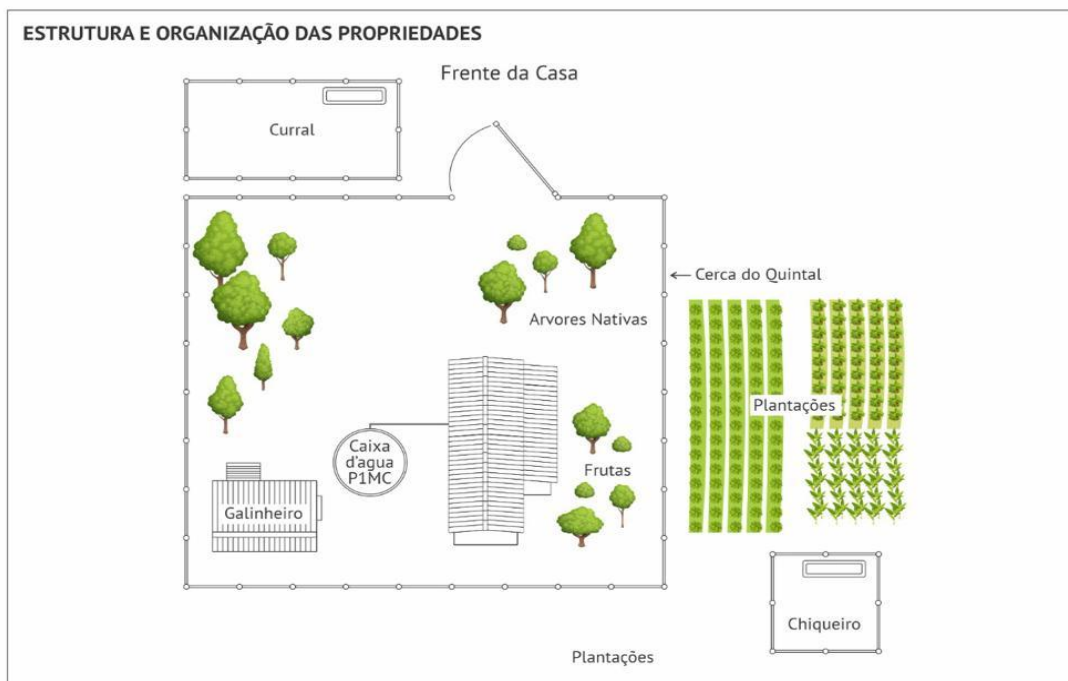 ESTRUTURA E ORGANIZAÇÃO DAS PROPRIEDADES
Frente da Casa
Curral
Cerca do Quintal
Arvores Nativas
Plantações
Caixa
d'agua
P1MC
Frutas
Galinheiro
Chiqueiro
Plantações